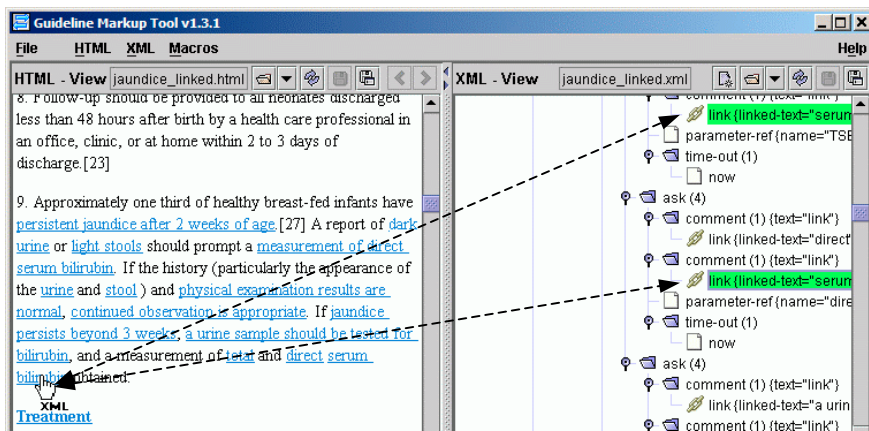 Guideline Markup Tool v1.3.1
File HTML XML Macros Help
HTML - View jaundice_linked.html
8. Follow-up should be provided to all neonates discharged
less than 48 hours after birth by a health care professional in
an office, clinic, or at home within 2 to 3 days of
discharge.[23]
9. Approximately one third of healthy breast-fed infants have
persistent jaundice after 2 weeks of age.[27] A report of dark
urine or light stools should prompt a measurement of direct
serum bilirubin. If the history (particularly the appearance of
the urine and stool ) and physical examination results are
normal, continued observation is appropriate. If jaundice
persists beyond 3 weeks, a urine sample should be tested for
bilirubin, and a measurement of total and direct serum
bilirubin obtained.
XML
Treatment
XML - View jaundice_linked.xml
comment (1) {text="link"}
link {linked-text="serum
parameter-ref {name="TSB
time-out (1)
now
ask (4)
comment (1) {text="link"}
link {linked-text="direct"
comment (1) {text="link"}
link {linked-text="serum
parameter-ref {name="dire
time-out (1)
now
ask (4)
comment (1) {text="link"}
link {linked-text="a urin
comment (1) {text="link"}